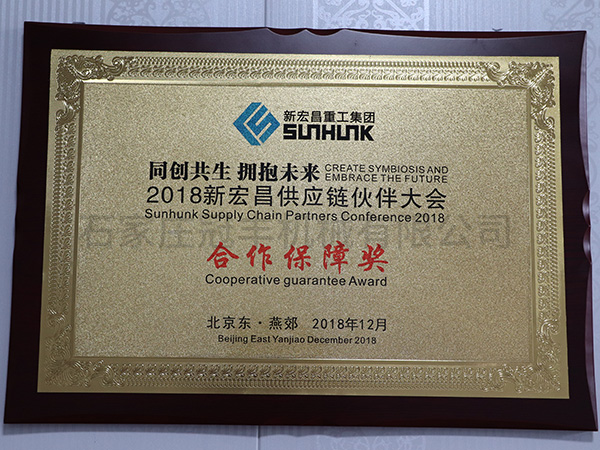 新宏昌重工集团
SUNHUNK
同创共生 拥抱未来 CREATE SYMBIOSIS AND
EMBRACE THE FUTURE
2018新宏昌供应链伙伴大会
Sunhunk Supply Chain Partners Conference 2018
石家庄冠丰机械有限公司
合作保障奖
Cooperative guarantee Award
北京东·燕郊 2018年12月
Beijing East Yanjiao December 2018